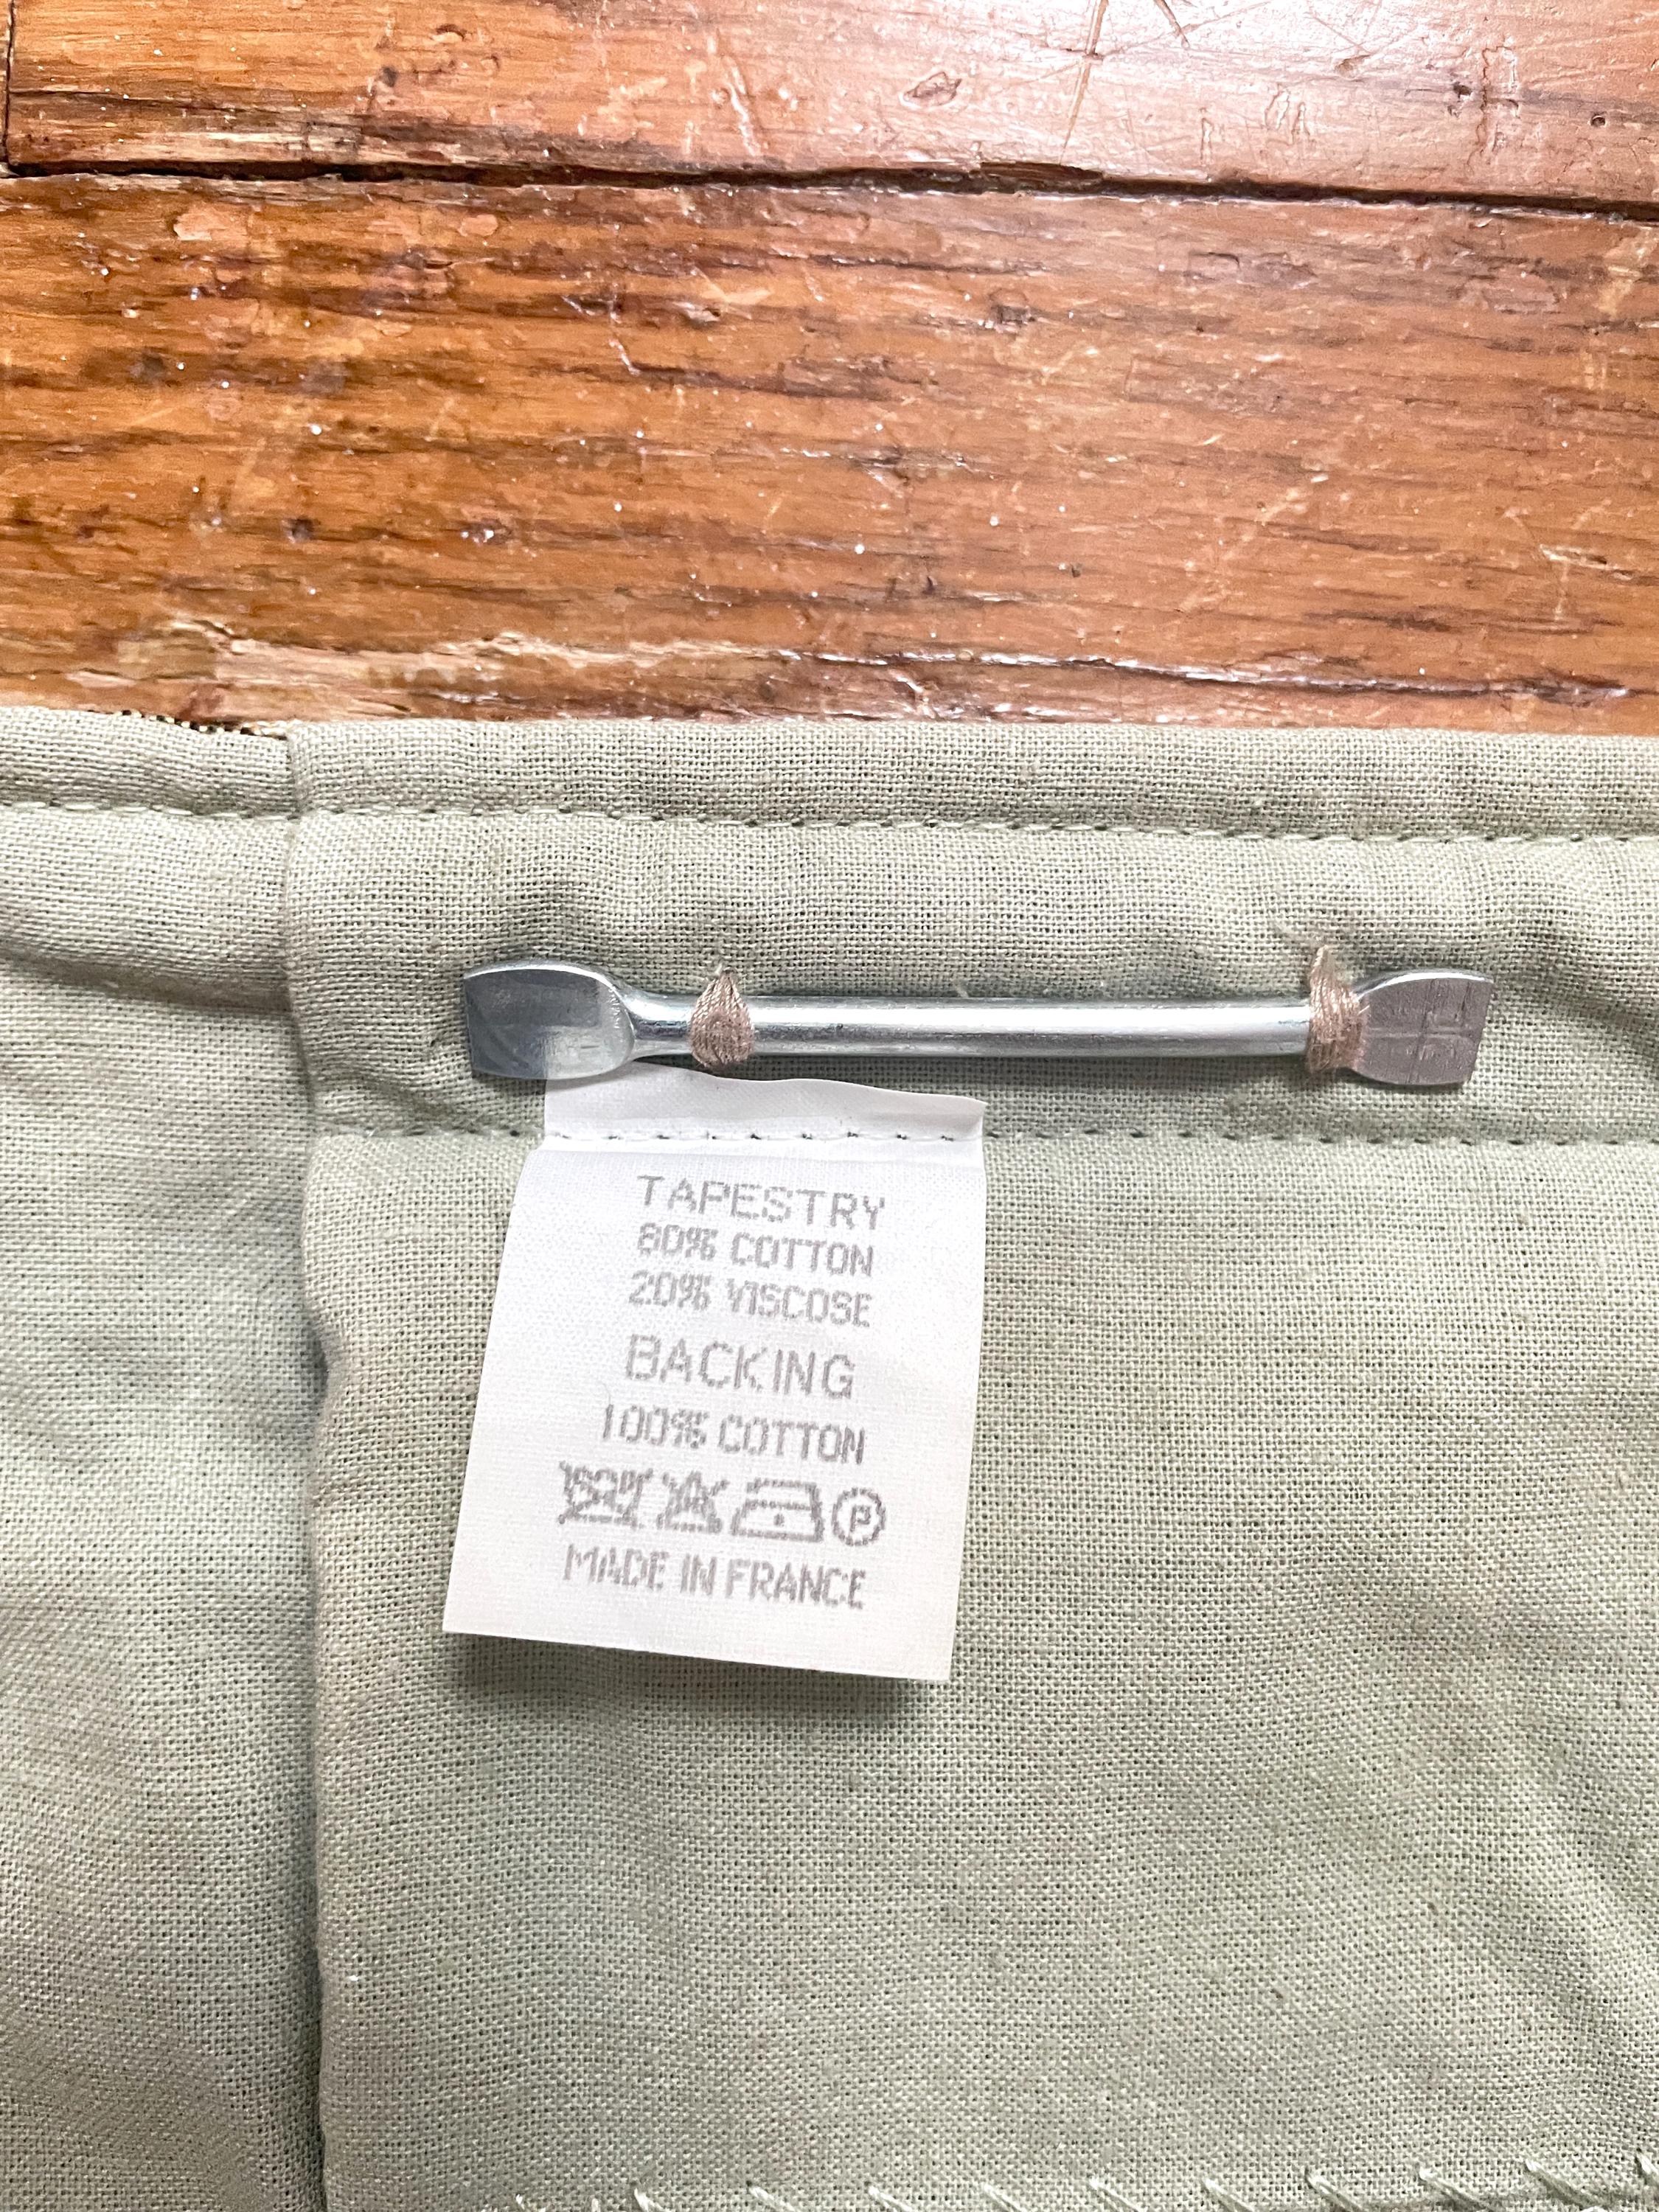 TAPESTRY
80% COTTON
20% VISCOSE
BACKING
100% COTTON
P
MADE IN FRANCE